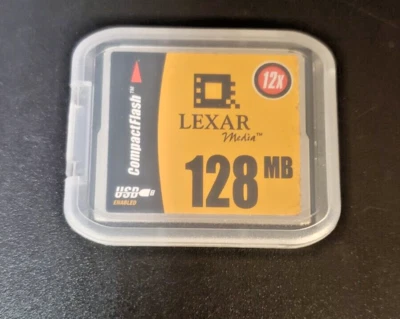 CompactFlash™
12x
LEXAR
Media™
128 MB
USB
ENABLED